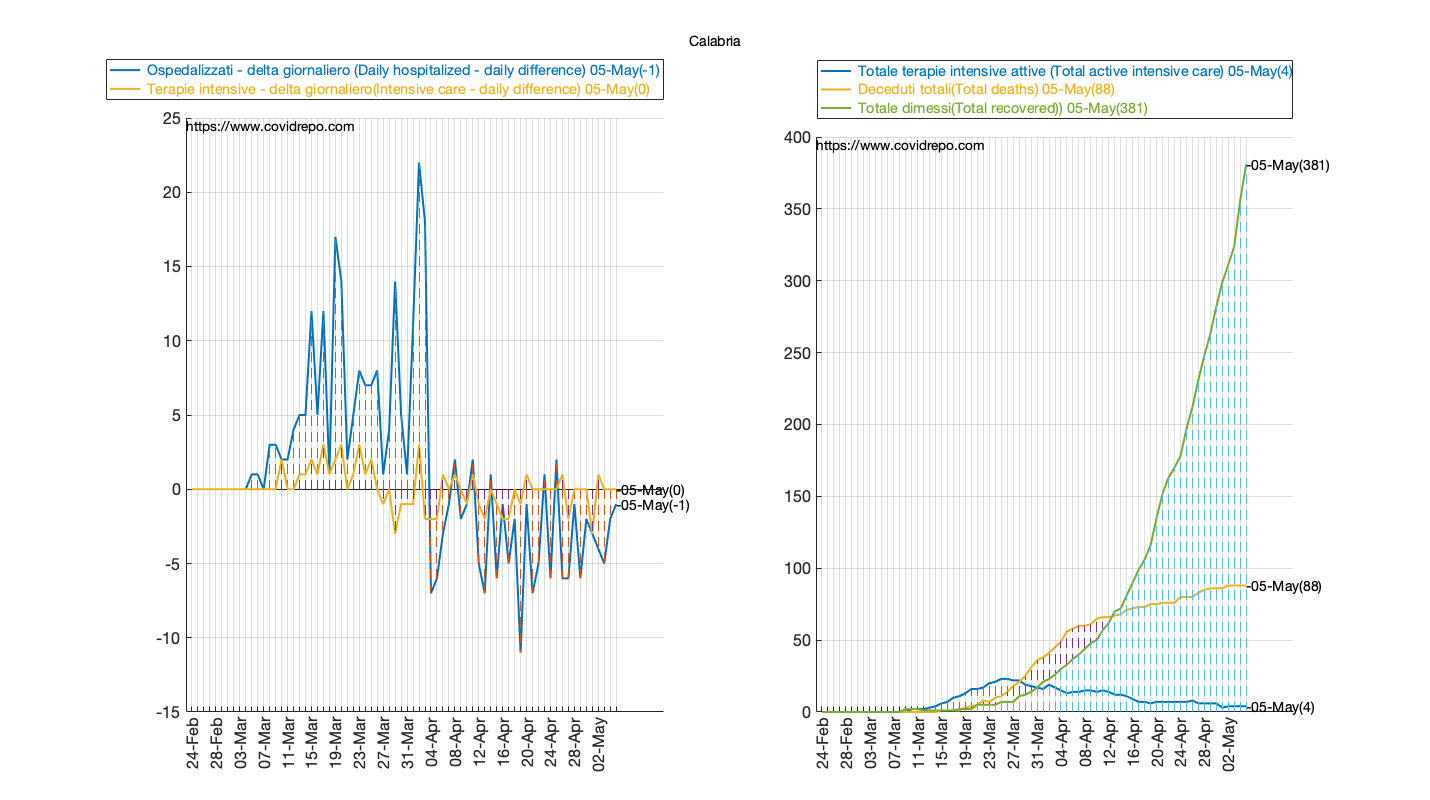 Calabria
Ospedalizzati - delta giornaliero (Daily hospitalized - daily difference) 05-May(-1)
Terapie intensive - delta giornaliero(Intensive care - daily difference) 05-May(0)
https://www.covidrepo.com
25
20
15
10
5
0
-5
-10
-15
05-May(0)
-05-May(-1)
24-Feb
28-Feb
03-Mar
07-Mar
11-Mar
15-Mar
19-Mar
23-Mar
27-Mar
31-Mar
04-Apr
08-Apr
12-Apr
16-Apr
20-Apr
24-Apr
28-Apr
02-May
Totale terapie intensive attive (Total active intensive care) 05-May(4)
Deceduti totali(Total deaths) 05-May(88)
Totale dimessi(Total recovered)) 05-May(381)
https://www.covidrepo.com
400
350
300
250
200
150
100
50
0
-05-May(381)
-05-May(88)
-05-May(4)
24-Feb
28-Feb
03-Mar
07-Mar
11-Mar
15-Mar
19-Mar
23-Mar
27-Mar
31-Mar
04-Apr
08-Apr
12-Apr
16-Apr
20-Apr
24-Apr
28-Apr
02-May